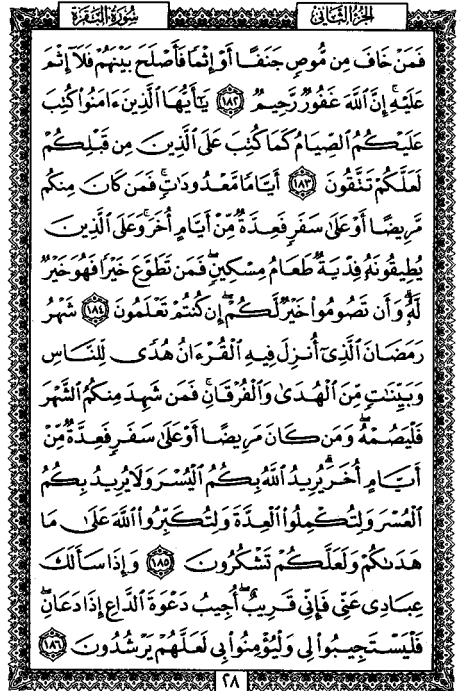 الجزء الثاني
سورة البقرة
فَمَنْ خَافَ مِن مُّوصٍ جَنَفًا أَوْ إِثْمًا فَأَصْلَحَ بَيْنَهُمْ فَلَآ إِثْمَ
عَلَيْهِ ۚ إِنَّ ٱللَّهَ غَفُورٌ رَّحِيمٌ ١٨٢ يَٰٓأَيُّهَا ٱلَّذِينَ ءَامَنُوا۟ كُتِبَ
عَلَيْكُمُ ٱلصِّيَامُ كَمَا كُتِبَ عَلَى ٱلَّذِينَ مِن قَبْلِكُمْ
لَعَلَّكُمْ تَتَّقُونَ ١٨٣ أَيَّامًا مَّعْدُودَٰتٍ ۚ فَمَن كَانَ مِنكُم
مَّرِيضًا أَوْ عَلَىٰ سَفَرٍ فَعِدَّةٌ مِّنْ أَيَّامٍ أُخَرَ ۚ وَعَلَى ٱلَّذِينَ
يُطِيقُونَهُۥ فِدْيَةٌ طَعَامُ مِسْكِينٍ ۖ فَمَن تَطَوَّعَ خَيْرًا فَهُوَ خَيْرٌ
لَّهُۥ ۚ وَأَن تَصُومُوا۟ خَيْرٌ لَّكُمْ ۖ إِن كُنتُمْ تَعْلَمُونَ ١٨٤ شَهْرُ
رَمَضَانَ ٱلَّذِىٓ أُنزِلَ فِيهِ ٱلْقُرْءَانُ هُدًى لِّلنَّاسِ
وَبَيِّنَٰتٍ مِّنَ ٱلْهُدَىٰ وَٱلْفُرْقَانِ ۚ فَمَن شَهِدَ مِنكُمُ ٱلشَّهْرَ
فَلْيَصُمْهُ ۖ وَمَن كَانَ مَرِيضًا أَوْ عَلَىٰ سَفَرٍ فَعِدَّةٌ مِّنْ
أَيَّامٍ أُخَرَ ۗ يُرِيدُ ٱللَّهُ بِكُمُ ٱلْيُسْرَ وَلَا يُرِيدُ بِكُمُ
ٱلْعُسْرَ وَلِتُكْمِلُوا۟ ٱلْعِدَّةَ وَلِتُكَبِّرُوا۟ ٱللَّهَ عَلَىٰ مَا
هَدَىٰكُمْ وَلَعَلَّكُمْ تَشْكُرُونَ ١٨٥ وَإِذَا سَأَلَكَ
عِبَادِى عَنِّى فَإِنِّى قَرِيبٌ ۖ أُجِيبُ دَعْوَةَ ٱلدَّاعِ إِذَا دَعَانِ ۖ
فَلْيَسْتَجِيبُوا۟ لِى وَلْيُؤْمِنُوا۟ بِى لَعَلَّهُمْ يَرْشُدُونَ ١٨٦
٢٨